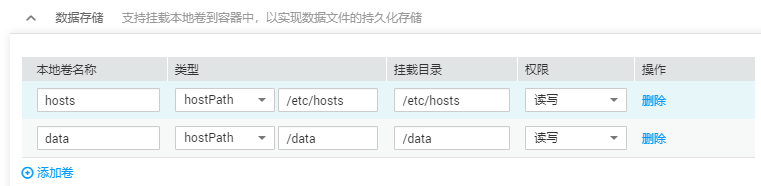 数据存储 支持挂载本地卷到容器中，以实现数据文件的持久化存储
本地卷名称 类型 挂载目录 权限 操作
hosts hostPath /etc/hosts /etc/hosts 读写 删除
data hostPath /data /data 读写 删除
添加卷